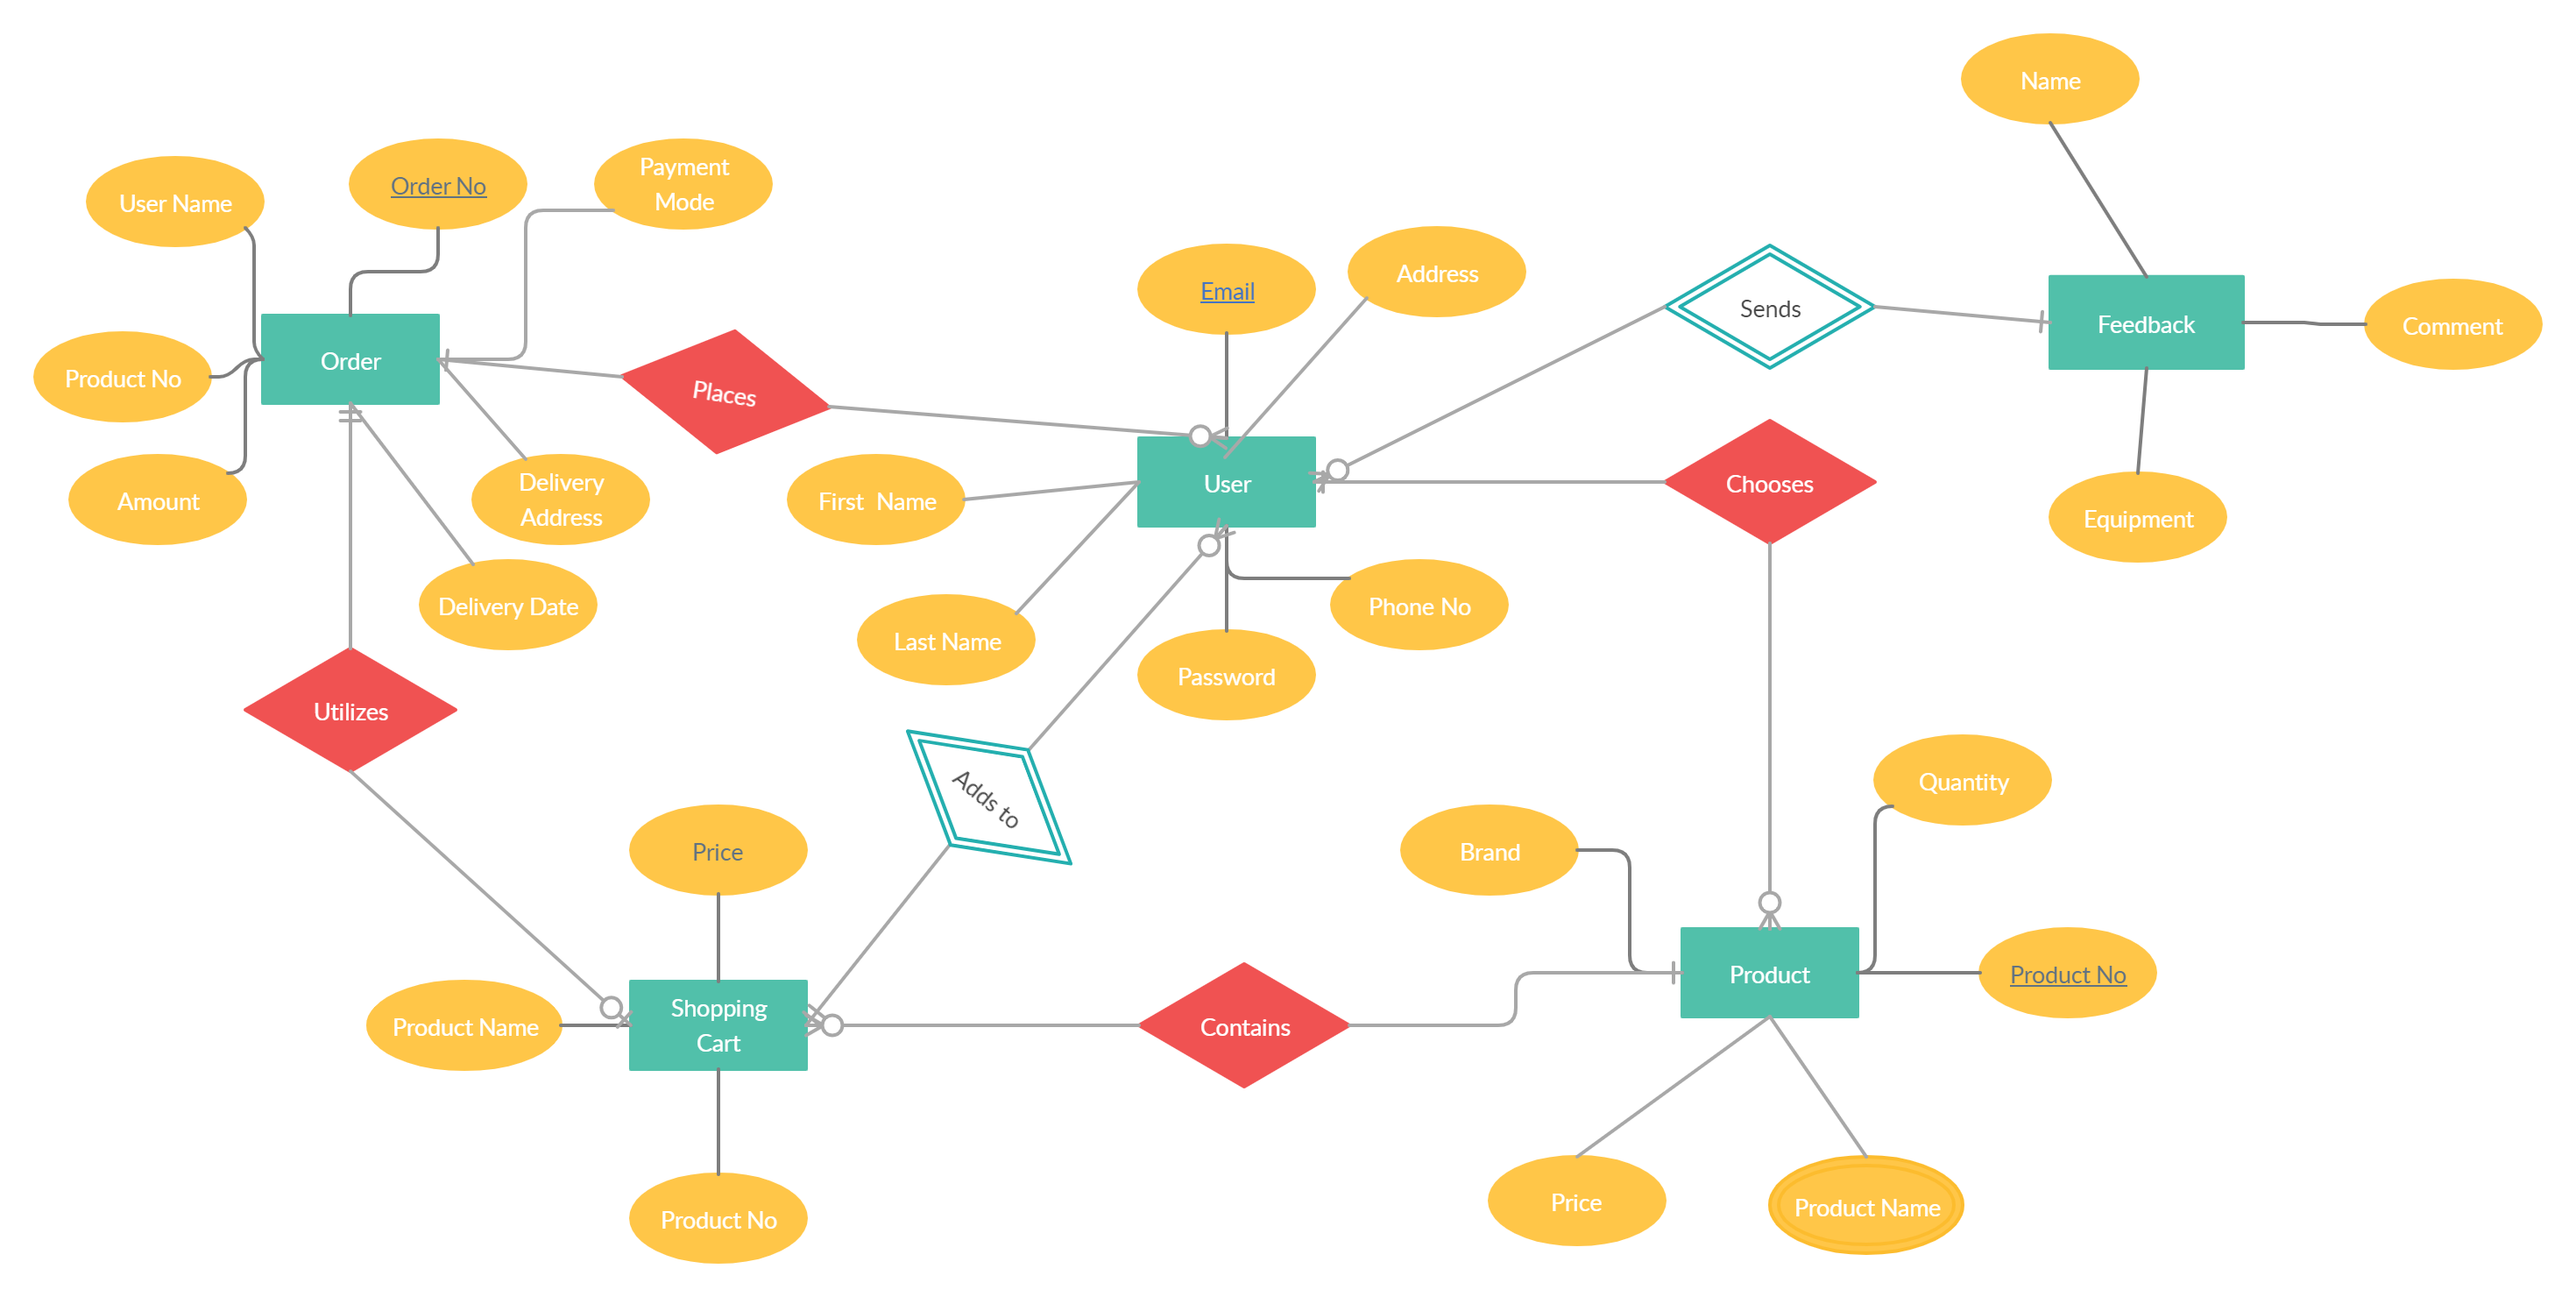 Name
Payment
Mode
Order No
User Name
Address
Email
Sends
Feedback
Comment
Order
Product No
Places
User
Chooses
Delivery
Address
First  Name
Amount
Equipment
Delivery Date
Phone No
Last Name
Password
Utilizes
Quantity
Adds to
Price
Brand
Product
Product No
Shopping
Cart
Product Name
Contains
Price
Product Name
Product No